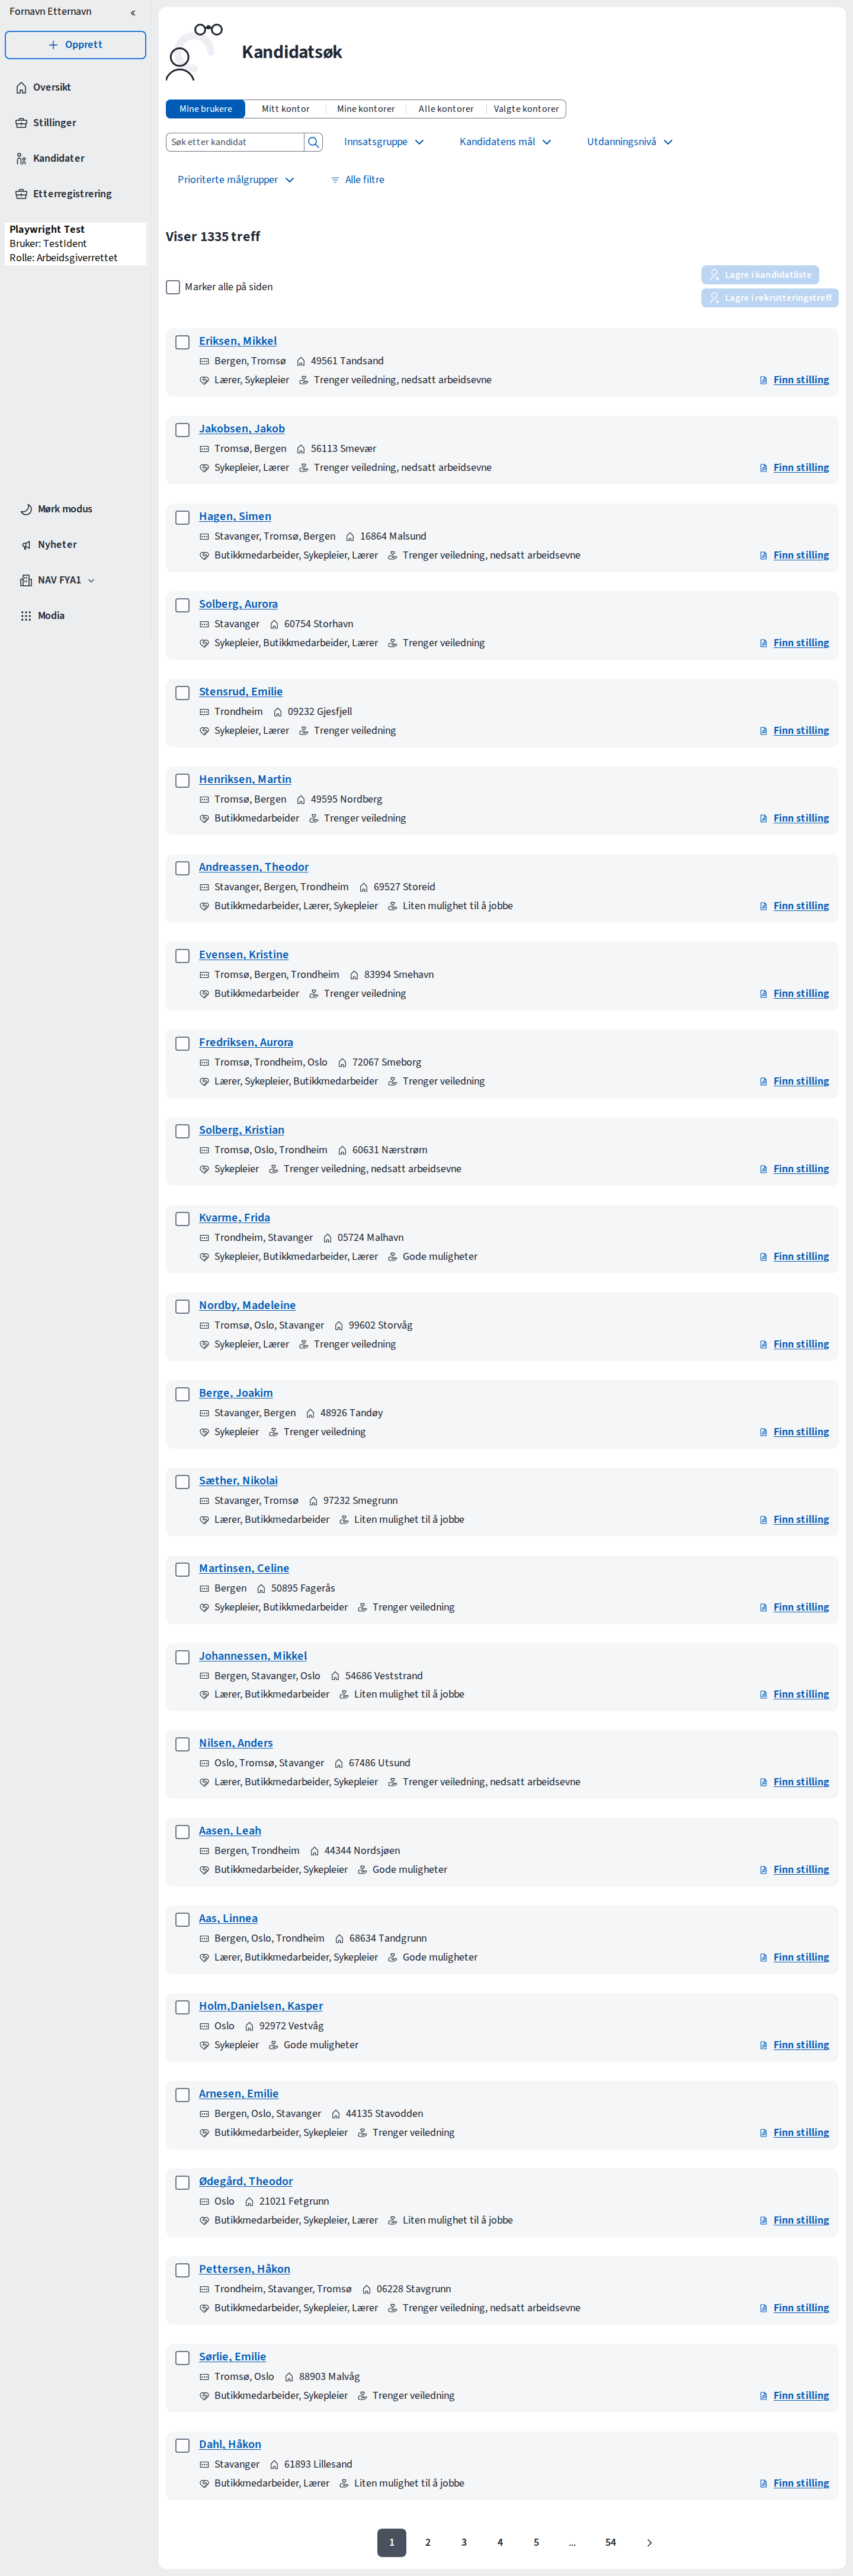 Fornavn Etternavn
Opprett
Oversikt
Stillinger
Kandidater
Etterregistrering
Playwright Test
Bruker: TestIdent
Rolle: Arbeidsgiverrettet
Mørk modus
Nyheter
NAV FYA1
Modia
Kandidatsøk
Mine brukere Mitt kontor Mine kontorer Alle kontorer Valgte kontorer
Søk etter kandidat Innsatsgruppe Kandidatens mål Utdanningsnivå
Prioriterte målgrupper Alle filtre
Viser 1335 treff
Marker alle på siden
Lagre i kandidatliste
Lagre i rekrutteringstreff
Eriksen, Mikkel
Bergen, Tromsø 49561 Tandsand
Lærer, Sykepleier Trenger veiledning, nedsatt arbeidsevne Finn stilling
Jakobsen, Jakob
Tromsø, Bergen 56113 Smevær
Sykepleier, Lærer Trenger veiledning, nedsatt arbeidsevne Finn stilling
Hagen, Simen
Stavanger, Tromsø, Bergen 16864 Malsund
Butikkmedarbeider, Sykepleier, Lærer Trenger veiledning, nedsatt arbeidsevne Finn stilling
Solberg, Aurora
Stavanger 60754 Storhavn
Sykepleier, Butikkmedarbeider, Lærer Trenger veiledning Finn stilling
Stensrud, Emilie
Trondheim 09232 Gjesfjell
Sykepleier, Lærer Trenger veiledning Finn stilling
Henriksen, Martin
Tromsø, Bergen 49595 Nordberg
Butikkmedarbeider Trenger veiledning Finn stilling
Andreassen, Theodor
Stavanger, Bergen, Trondheim 69527 Storeid
Butikkmedarbeider, Lærer, Sykepleier Liten mulighet til å jobbe Finn stilling
Evensen, Kristine
Tromsø, Bergen, Trondheim 83994 Smehavn
Butikkmedarbeider Trenger veiledning Finn stilling
Fredriksen, Aurora
Tromsø, Trondheim, Oslo 72067 Smeborg
Lærer, Sykepleier, Butikkmedarbeider Trenger veiledning Finn stilling
Solberg, Kristian
Tromsø, Oslo, Trondheim 60631 Nærstrøm
Sykepleier Trenger veiledning, nedsatt arbeidsevne Finn stilling
Kvarme, Frida
Trondheim, Stavanger 05724 Malhavn
Sykepleier, Butikkmedarbeider, Lærer Gode muligheter Finn stilling
Nordby, Madeleine
Tromsø, Oslo, Stavanger 99602 Storvåg
Sykepleier, Lærer Trenger veiledning Finn stilling
Berge, Joakim
Stavanger, Bergen 48926 Tandøy
Sykepleier Trenger veiledning Finn stilling
Sæther, Nikolai
Stavanger, Tromsø 97232 Smegrunn
Lærer, Butikkmedarbeider Liten mulighet til å jobbe Finn stilling
Martinsen, Celine
Bergen 50895 Fagerås
Sykepleier, Butikkmedarbeider Trenger veiledning Finn stilling
Johannessen, Mikkel
Bergen, Stavanger, Oslo 54686 Veststrand
Lærer, Butikkmedarbeider Liten mulighet til å jobbe Finn stilling
Nilsen, Anders
Oslo, Tromsø, Stavanger 67486 Utsund
Lærer, Butikkmedarbeider, Sykepleier Trenger veiledning, nedsatt arbeidsevne Finn stilling
Aasen, Leah
Bergen, Trondheim 44344 Nordsjøen
Butikkmedarbeider, Sykepleier Gode muligheter Finn stilling
Aas, Linnea
Bergen, Oslo, Trondheim 68634 Tandgrunn
Lærer, Butikkmedarbeider, Sykepleier Gode muligheter Finn stilling
Holm,Danielsen, Kasper
Oslo 92972 Vestvåg
Sykepleier Gode muligheter Finn stilling
Arnesen, Emilie
Bergen, Oslo, Stavanger 44135 Stavodden
Butikkmedarbeider, Sykepleier Trenger veiledning Finn stilling
Ødegård, Theodor
Oslo 21021 Fetgrunn
Butikkmedarbeider, Sykepleier, Lærer Liten mulighet til å jobbe Finn stilling
Pettersen, Håkon
Trondheim, Stavanger, Tromsø 06228 Stavgrunn
Butikkmedarbeider, Sykepleier, Lærer Trenger veiledning, nedsatt arbeidsevne Finn stilling
Sørlie, Emilie
Tromsø, Oslo 88903 Malvåg
Butikkmedarbeider, Sykepleier Trenger veiledning Finn stilling
Dahl, Håkon
Stavanger 61893 Lillesand
Butikkmedarbeider, Lærer Liten mulighet til å jobbe Finn stilling
1 2 3 4 5 ... 54